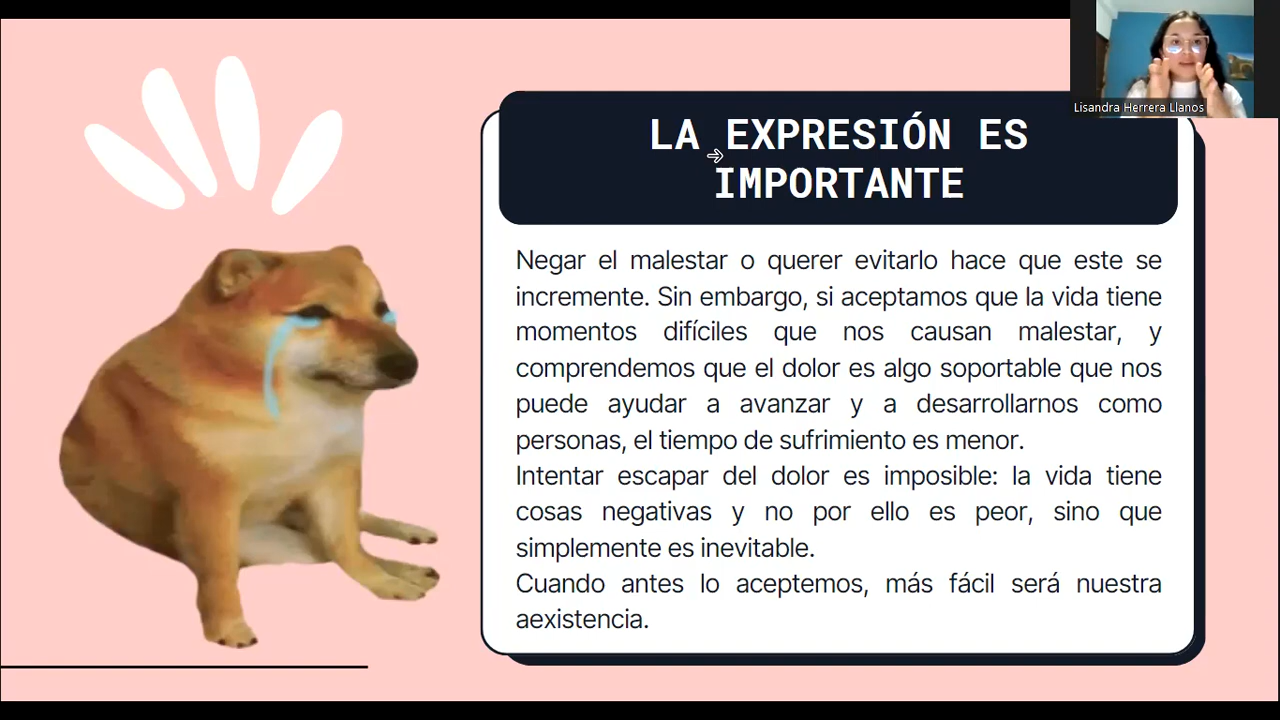 Lisandra Herrera Llanos
LA EXPRESIÓN ES
IMPORTANTE
Negar el malestar o querer evitarlo hace que este se
incremente. Sin embargo, si aceptamos que la vida tiene
momentos difíciles que nos causan malestar, y
comprendemos que el dolor es algo soportable que nos
puede ayudar a avanzar y a desarrollarnos como
personas, el tiempo de sufrimiento es menor.
Intentar escapar del dolor es imposible: la vida tiene
cosas negativas y no por ello es peor, sino que
simplemente es inevitable.
Cuando antes lo aceptemos, más fácil será nuestra
aexistencia.